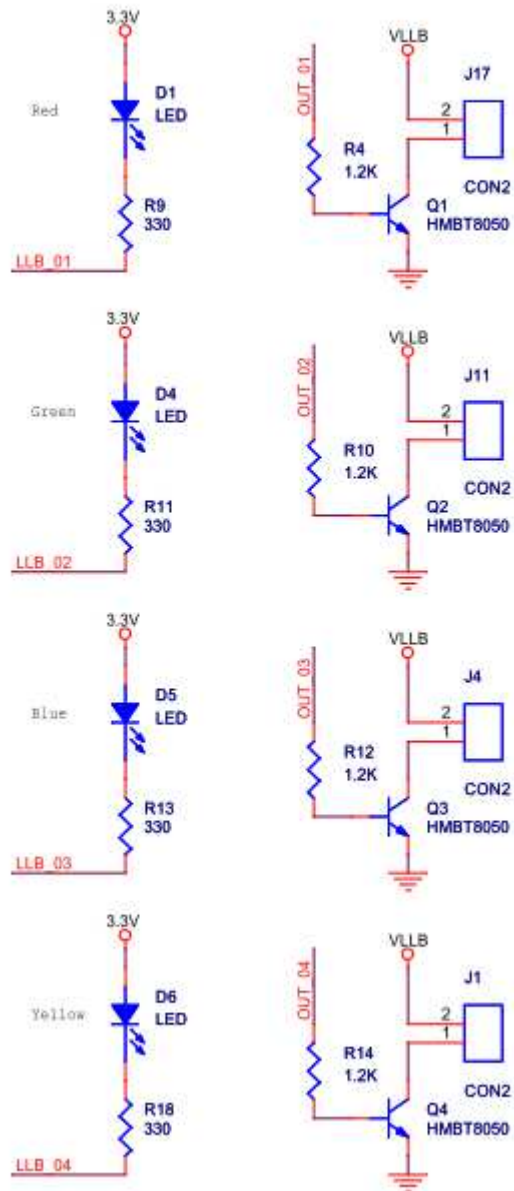 3.3V
VLLB
OUT_01
J17
D1
LED
Red
2
1
R4
1.2K
CON2
R9
330
Q1
HMBT8050
LLB_01
3.3V
VLLB
OUT_02
J11
D4
LED
Green
2
1
R10
1.2K
CON2
R11
330
Q2
HMBT8050
LLB_02
3.3V
VLLB
OUT_03
J4
D5
LED
Blue
2
1
R12
1.2K
CON2
R13
330
Q3
HMBT8050
LLB_03
3.3V
VLLB
OUT_04
J1
D6
LED
Yellow
2
1
R14
1.2K
CON2
R18
330
Q4
HMBT8050
LLB_04